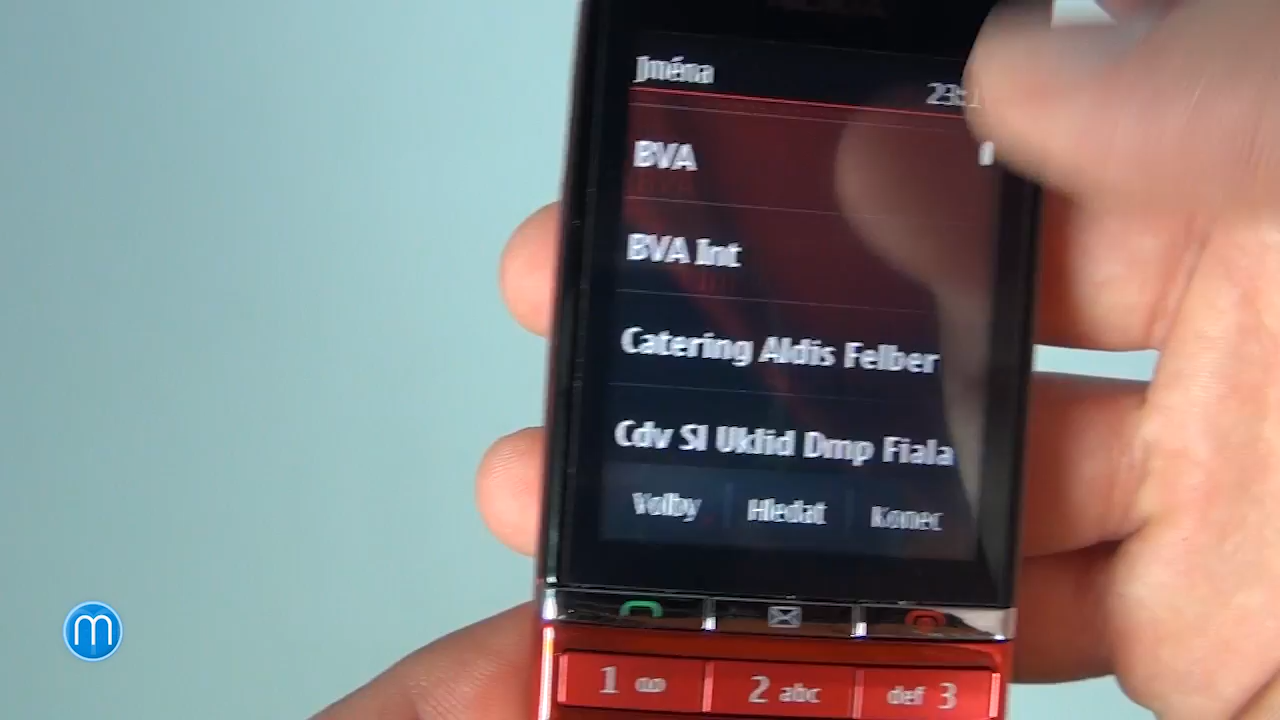 Jména
BVA
BVA Int
Catering Aldis Felber
Cdv Sl Uklid Dmp Fiala
Volby Hledat Konec
1 2 abc def 3
m